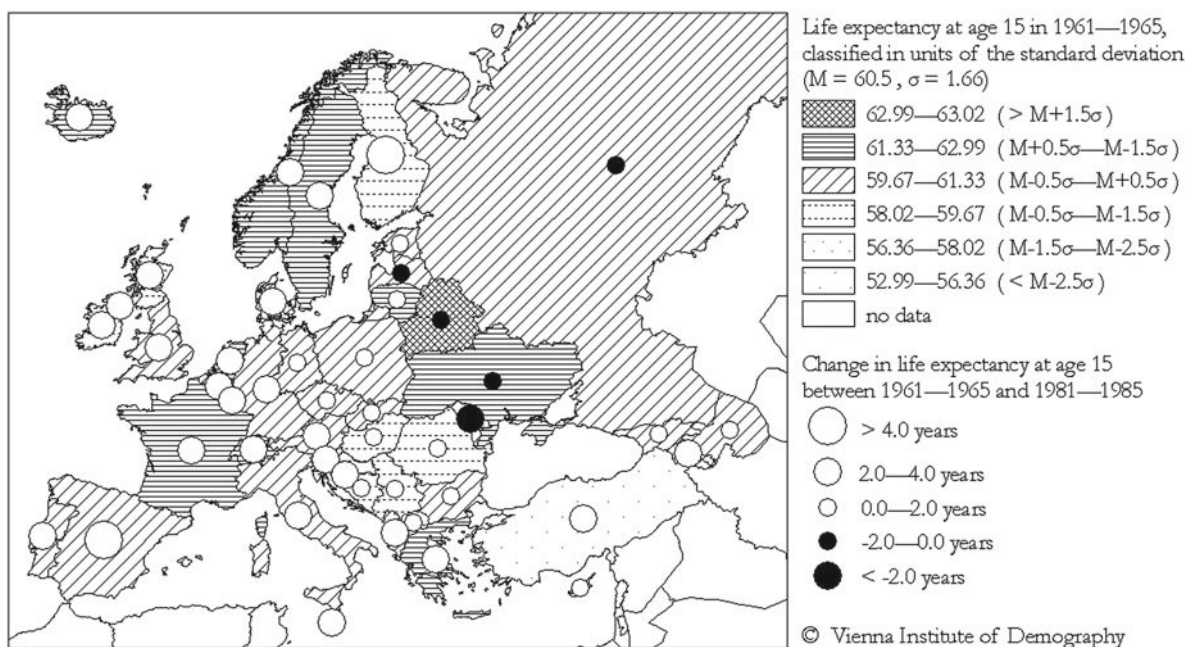 Life expectancy at age 15 in 1961—1965,
classified in units of the standard deviation
(M = 60.5 , σ = 1.66)
62.99—63.02 ( > M+1.5σ)
61.33—62.99 ( M+0.5σ—M-1.5σ)
59.67—61.33 ( M-0.5σ—M+0.5σ)
58.02—59.67 ( M-0.5σ—M-1.5σ)
56.36—58.02 ( M-1.5σ—M-2.5σ)
52.99—56.36 ( < M-2.5σ)
no data
Change in life expectancy at age 15
between 1961—1965 and 1981—1985
> 4.0 years
2.0—4.0 years
0.0—2.0 years
-2.0—0.0 years
< -2.0 years
© Vienna Institute of Demography